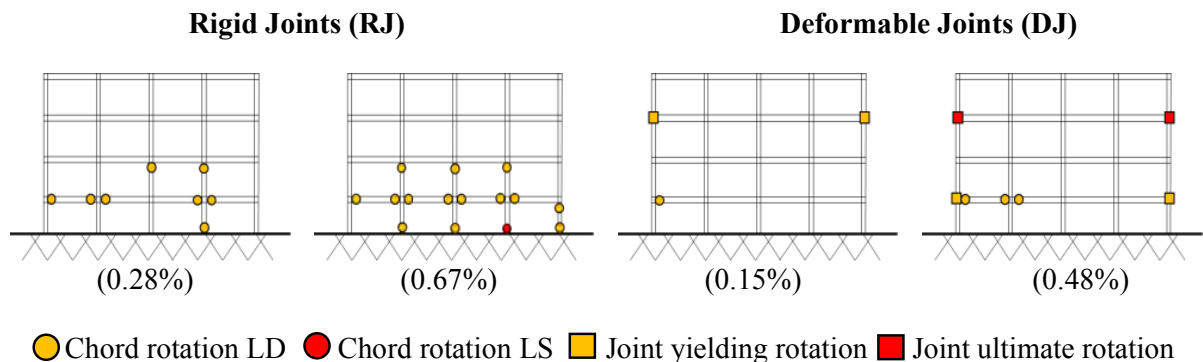 Rigid Joints (RJ) Deformable Joints (DJ)
(0.28%) (0.67%) (0.15%) (0.48%)
Chord rotation LD Chord rotation LS Joint yielding rotation Joint ultimate rotation